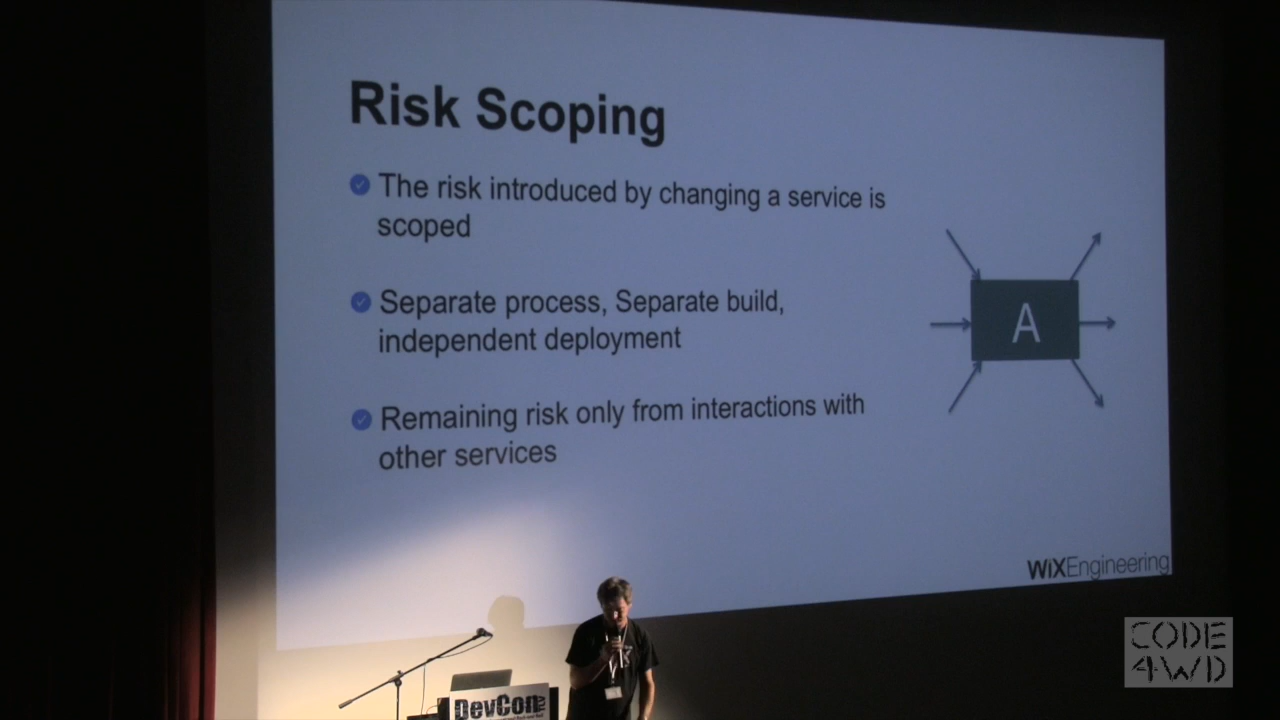 Risk Scoping
The risk introduced by changing a service is
scoped
Separate process, Separate build,
independent deployment
Remaining risk only from interactions with
other services
A
WiXEngineering
CODE
4WD
DevCon